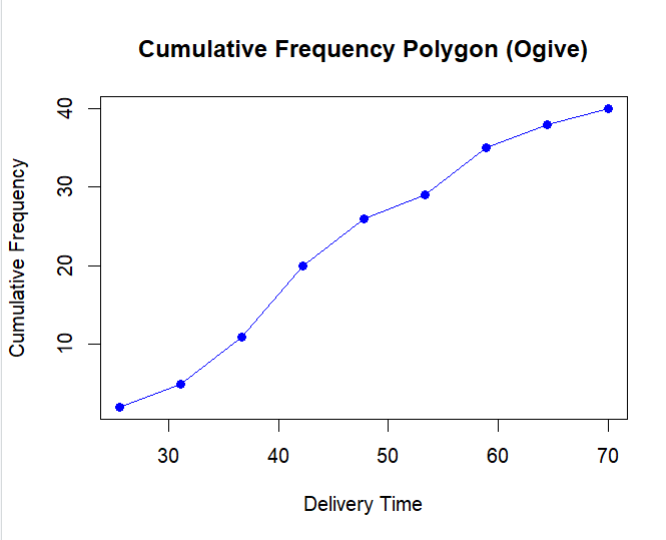 Cumulative Frequency Polygon (Ogive)
Cumulative Frequency
40
30
20
10
30 40 50 60 70
Delivery Time